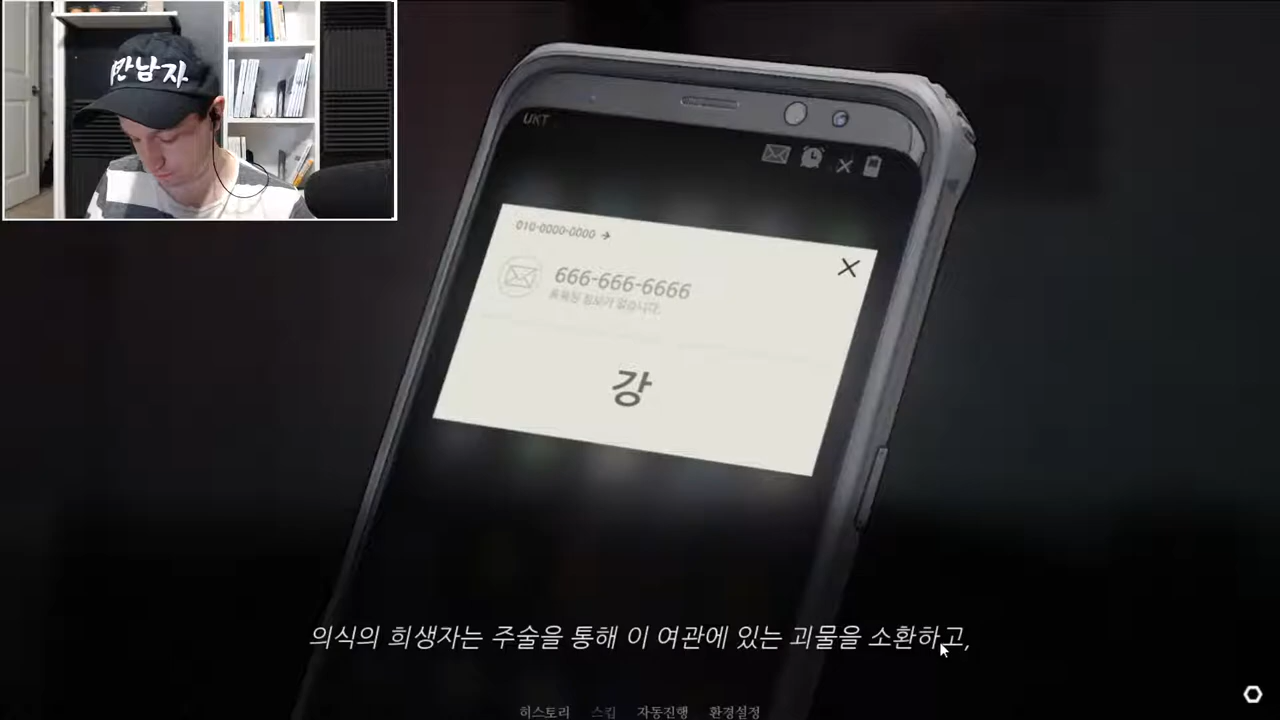 만남자
UKT
010-0000-0000 →
666-666-6666
등록된 정보가 없습니다.
강
의식의 희생자는 주술을 통해 이 여관에 있는 괴물을 소환하고,
히스토리 스킵 자동진행 환경설정